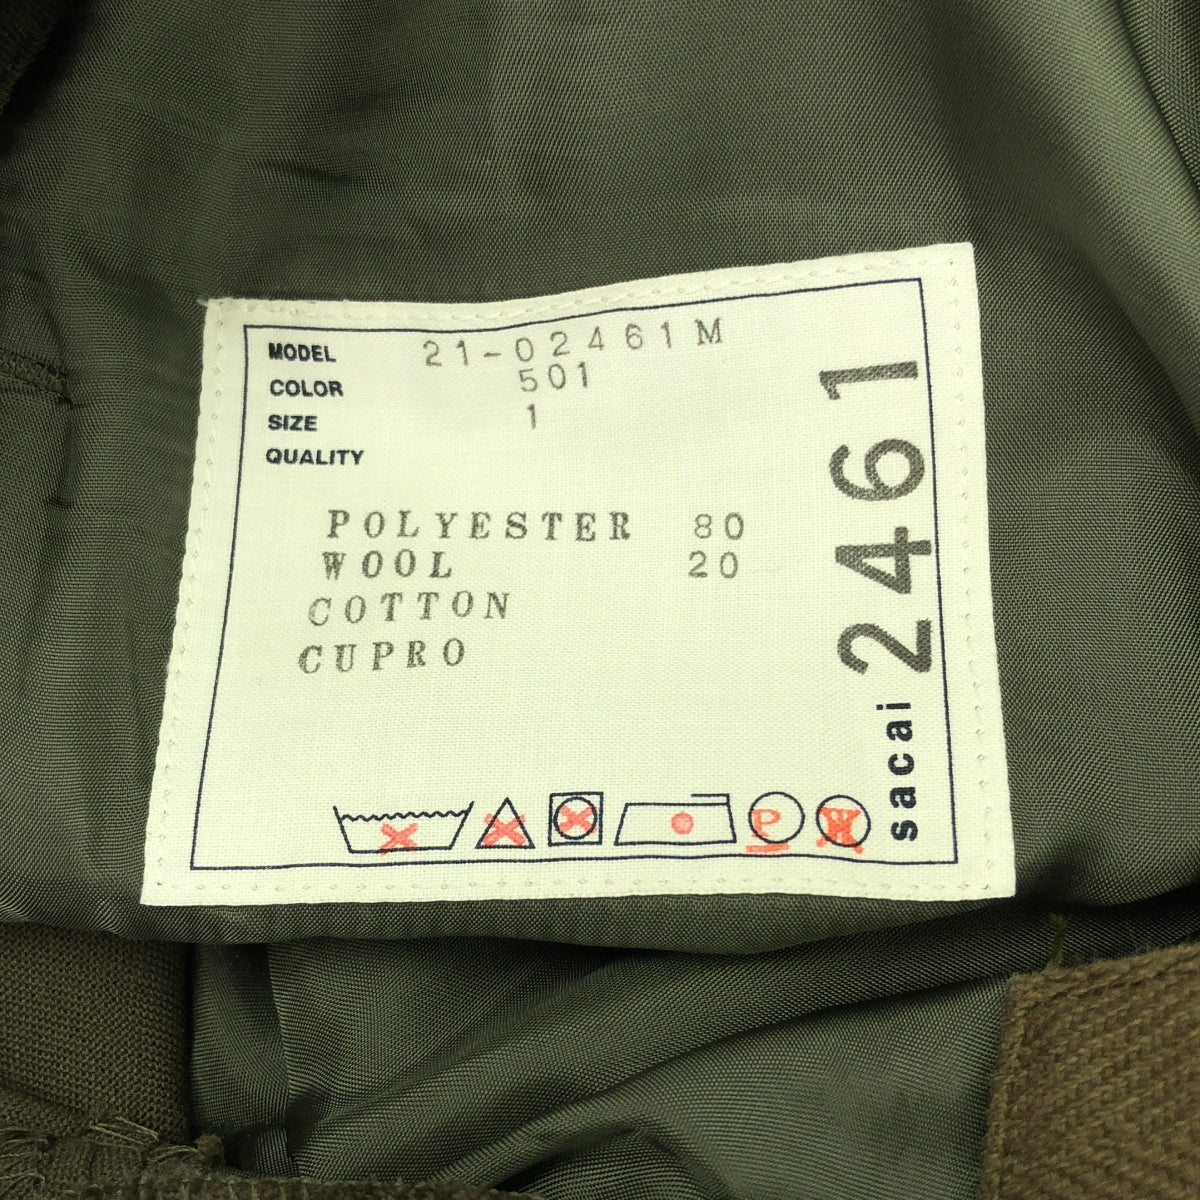 MODEL 21-02461M
COLOR 501
SIZE 1
QUALITY
POLYESTER 80
WOOL 20
COTTON
CUPRO
sacai 2461
P
W